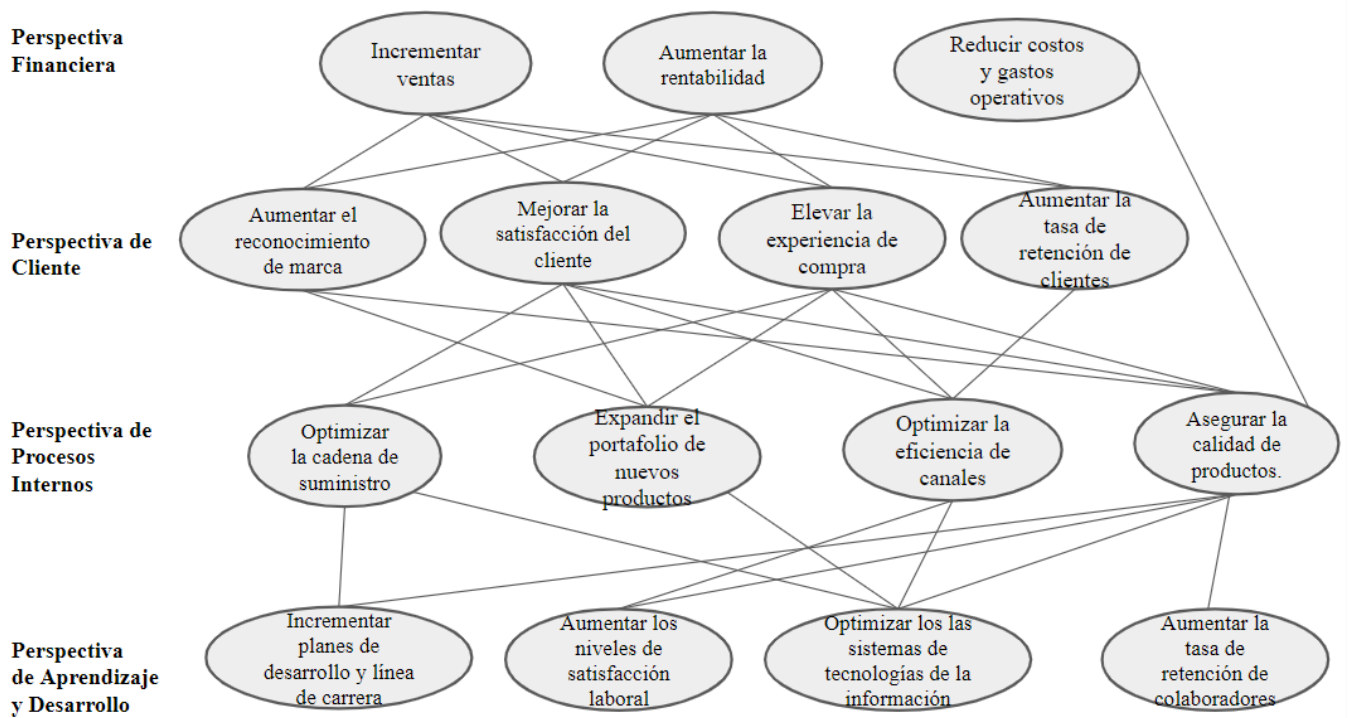 Perspectiva
Financiera
Incrementar
ventas
Aumentar la
rentabilidad
Reducir costos
y gastos
operativos
Perspectiva de
Cliente
Aumentar el
reconocimiento
de marca
Mejorar la
satisfacción del
cliente
Elevar la
experiencia de
compra
Aumentar la
tasa de
retención de
clientes
Perspectiva de
Procesos
Internos
Optimizar
la cadena de
suministro
Expandir el
portafolio de
nuevos
productos
Optimizar la
eficiencia de
canales
Asegurar la
calidad de
productos.
Perspectiva
de Aprendizaje
y Desarrollo
Incrementar
planes de
desarrollo y línea
de carrera
Aumentar los
niveles de
satisfacción
laboral
Optimizar los las
sistemas de
tecnologías de la
información
Aumentar la
tasa de
retención de
colaboradores